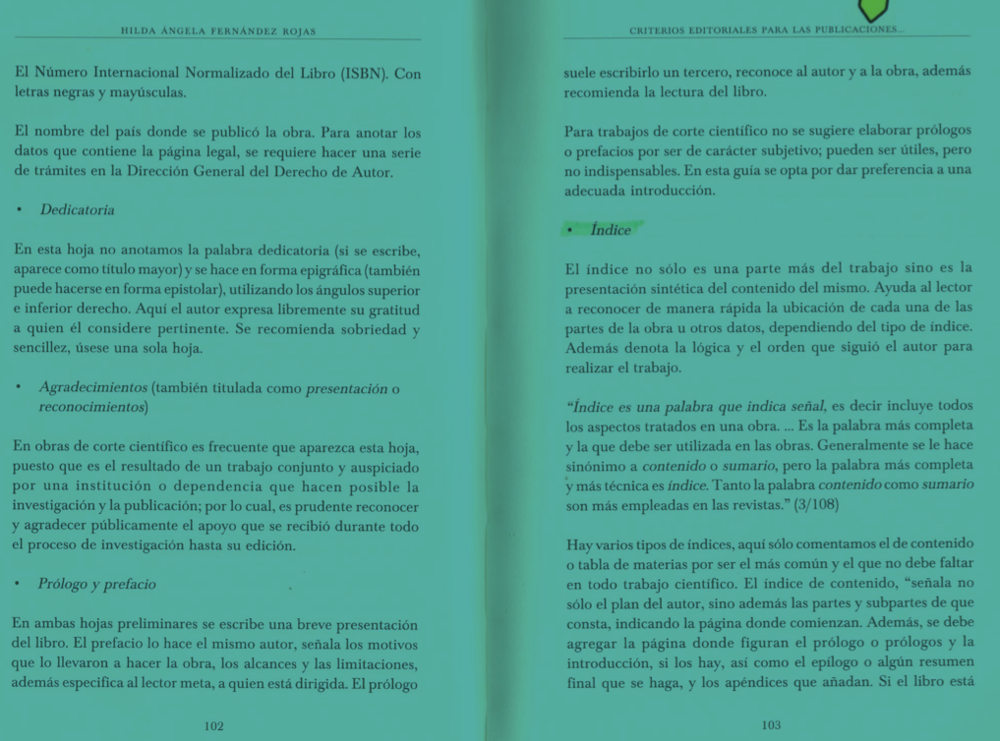 HILDA ÁNGELA FERNÁNDEZ ROJAS
El Número Internacional Normalizado del Libro (ISBN). Con
letras negras y mayúsculas.
El nombre del país donde se publicó la obra. Para anotar los
datos que contiene la página legal, se requiere hacer una serie
de trámites en la Dirección General del Derecho de Autor.
• Dedicatoria
En esta hoja no anotamos la palabra dedicatoria (si se escribe,
aparece como título mayor) y se hace en forma epigráfica (también
puede hacerse en forma epistolar), utilizando los ángulos superior
e inferior derecho. Aquí el autor expresa libremente su gratitud
a quien él considere pertinente. Se recomienda sobriedad y
sencillez, úsese una sola hoja.
• Agradecimientos (también titulada como presentación o
reconocimientos)
En obras de corte científico es frecuente que aparezca esta hoja,
puesto que es el resultado de un trabajo conjunto y auspiciado
por una institución o dependencia que hacen posible la
investigación y la publicación; por lo cual, es prudente reconocer
y agradecer públicamente el apoyo que se recibió durante todo
el proceso de investigación hasta su edición.
• Prólogo y prefacio
En ambas hojas preliminares se escribe una breve presentación
del libro. El prefacio lo hace el mismo autor, señala los motivos
que lo llevaron a hacer la obra, los alcances y las limitaciones,
además especifica al lector meta, a quien está dirigida. El prólogo
102
CRITERIOS EDITORIALES PARA LAS PUBLICACIONES...
suele escribirlo un tercero, reconoce al autor y a la obra, además
recomienda la lectura del libro.
Para trabajos de corte científico no se sugiere elaborar prólogos
o prefacios por ser de carácter subjetivo; pueden ser útiles, pero
no indispensables. En esta guía se opta por dar preferencia a una
adecuada introducción.
• Índice
El índice no sólo es una parte más del trabajo sino es la
presentación sintética del contenido del mismo. Ayuda al lector
a reconocer de manera rápida la ubicación de cada una de las
partes de la obra u otros datos, dependiendo del tipo de índice.
Además denota la lógica y el orden que siguió el autor para
realizar el trabajo.
“Índice es una palabra que indica señal, es decir incluye todos
los aspectos tratados en una obra. ... Es la palabra más completa
y la que debe ser utilizada en las obras. Generalmente se le hace
sinónimo a contenido o sumario, pero la palabra más completa
y más técnica es índice. Tanto la palabra contenido como sumario
son más empleadas en las revistas.” (3/108)
Hay varios tipos de índices, aquí sólo comentamos el de contenido
o tabla de materias por ser el más común y el que no debe faltar
en todo trabajo científico. El índice de contenido, “señala no
sólo el plan del autor, sino además las partes y subpartes de que
consta, indicando la página donde comienzan. Además, se debe
agregar la página donde figuran el prólogo o prólogos y la
introducción, si los hay, así como el epílogo o algún resumen
final que se haga, y los apéndices que añadan. Si el libro está
103